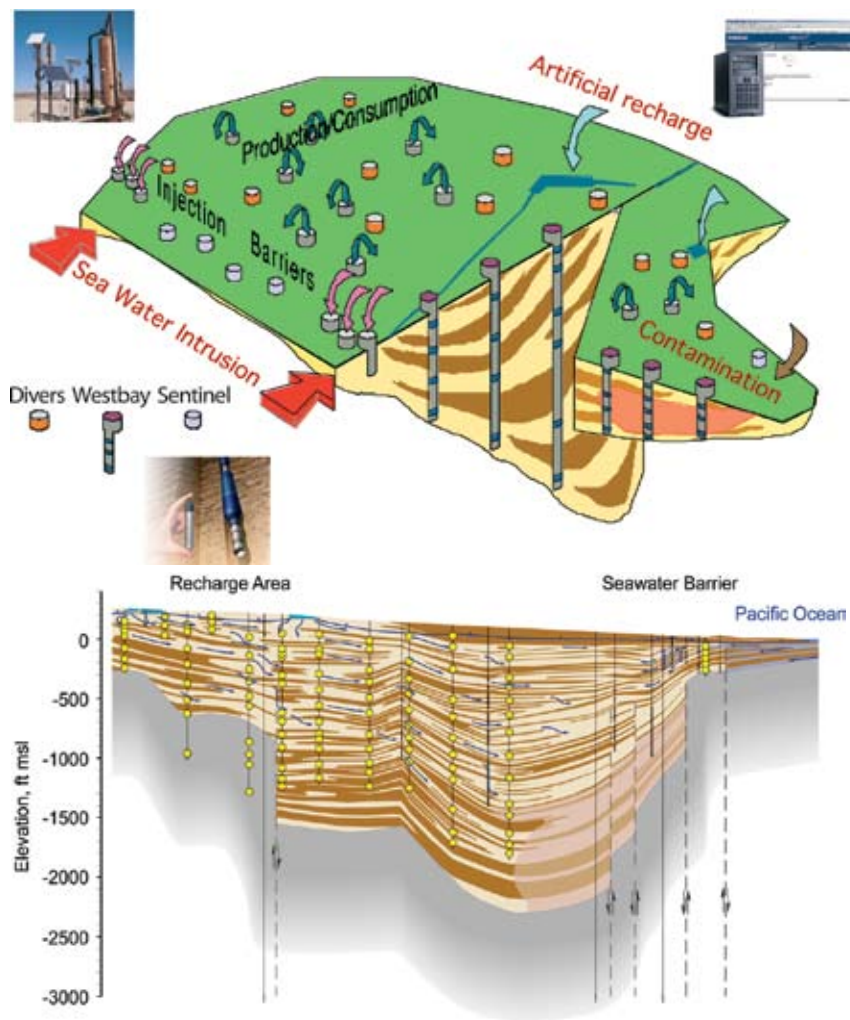 Artificial recharge
Production/Consumption
Injection
Barriers
Sea Water Intrusion
Contamination
Divers Westbay Sentinel
Recharge Area
Seawater Barrier
Pacific Ocean
Elevation, ft msl
0
-500
-1000
-1500
-2000
-2500
-3000